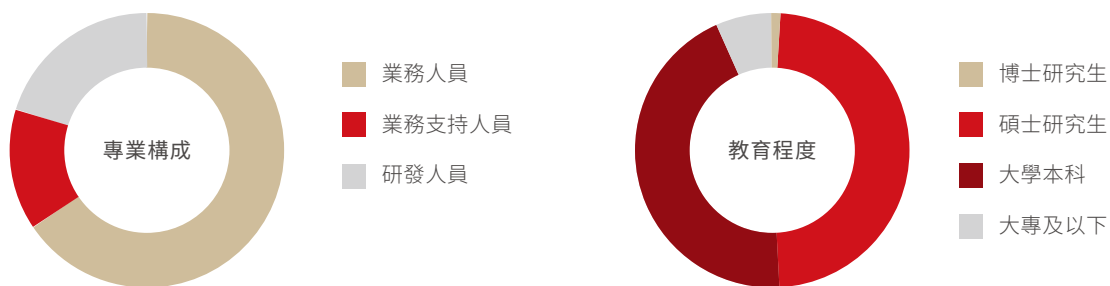 專業構成
業務人員
業務支持人員
研發人員
教育程度
博士研究生
碩士研究生
大學本科
大專及以下